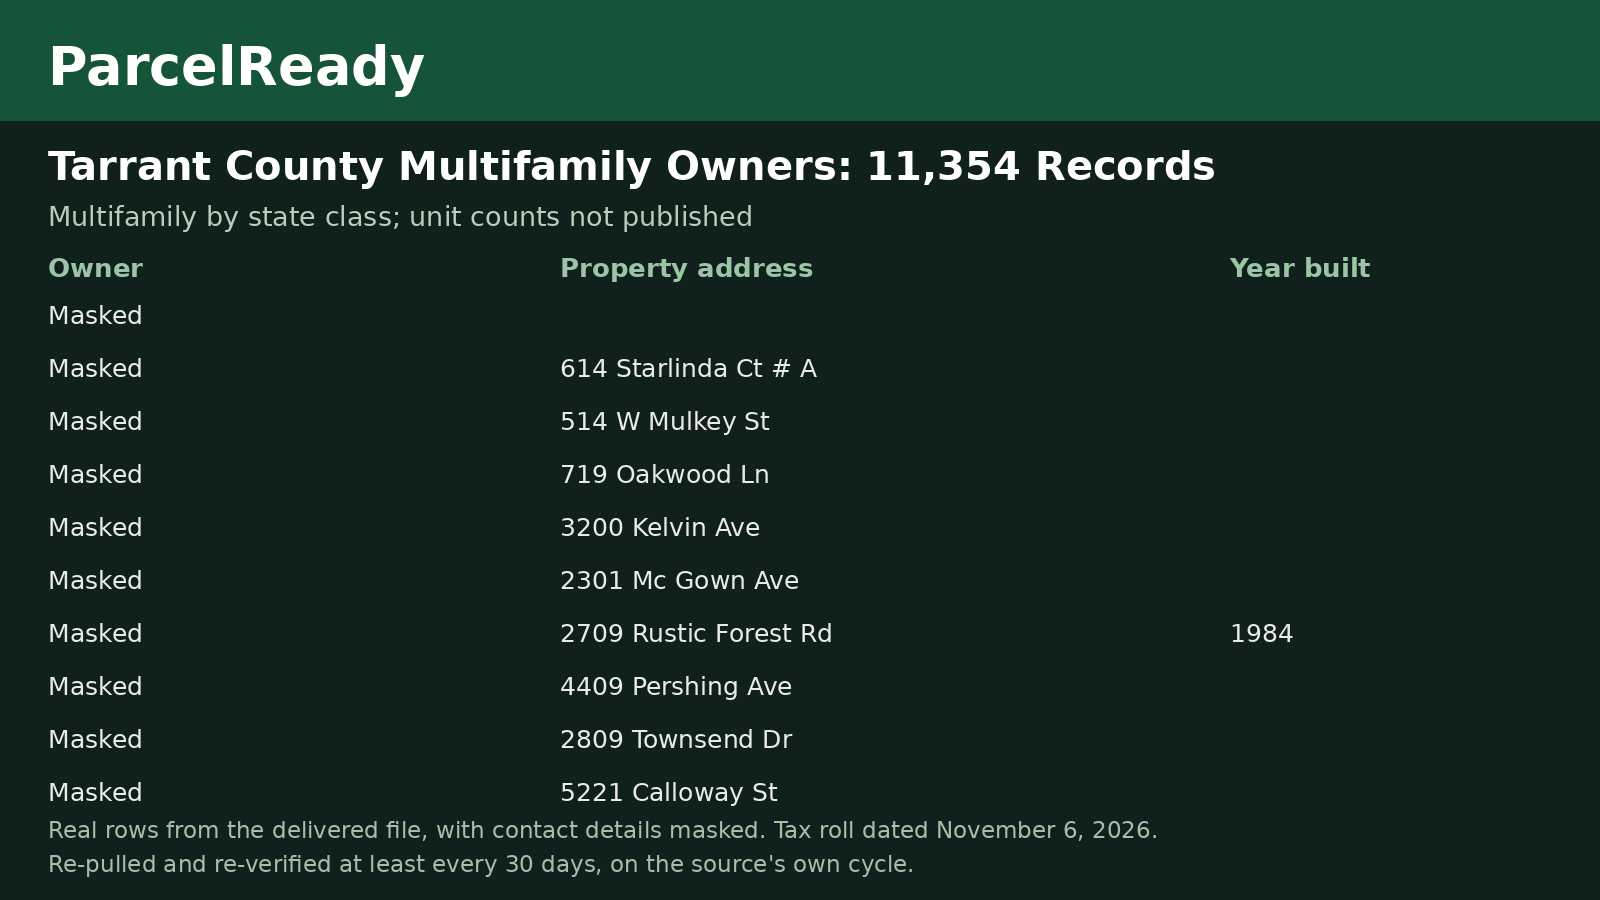 ParcelReady
Tarrant County Multifamily Owners: 11,354 Records
Multifamily by state class; unit counts not published
Owner Property address Year built
Masked
Masked 614 Starlinda Ct # A
Masked 514 W Mulkey St
Masked 719 Oakwood Ln
Masked 3200 Kelvin Ave
Masked 2301 Mc Gown Ave
Masked 2709 Rustic Forest Rd 1984
Masked 4409 Pershing Ave
Masked 2809 Townsend Dr
Masked 5221 Calloway St
Real rows from the delivered file, with contact details masked. Tax roll dated November 6, 2026.
Re-pulled and re-verified at least every 30 days, on the source's own cycle.